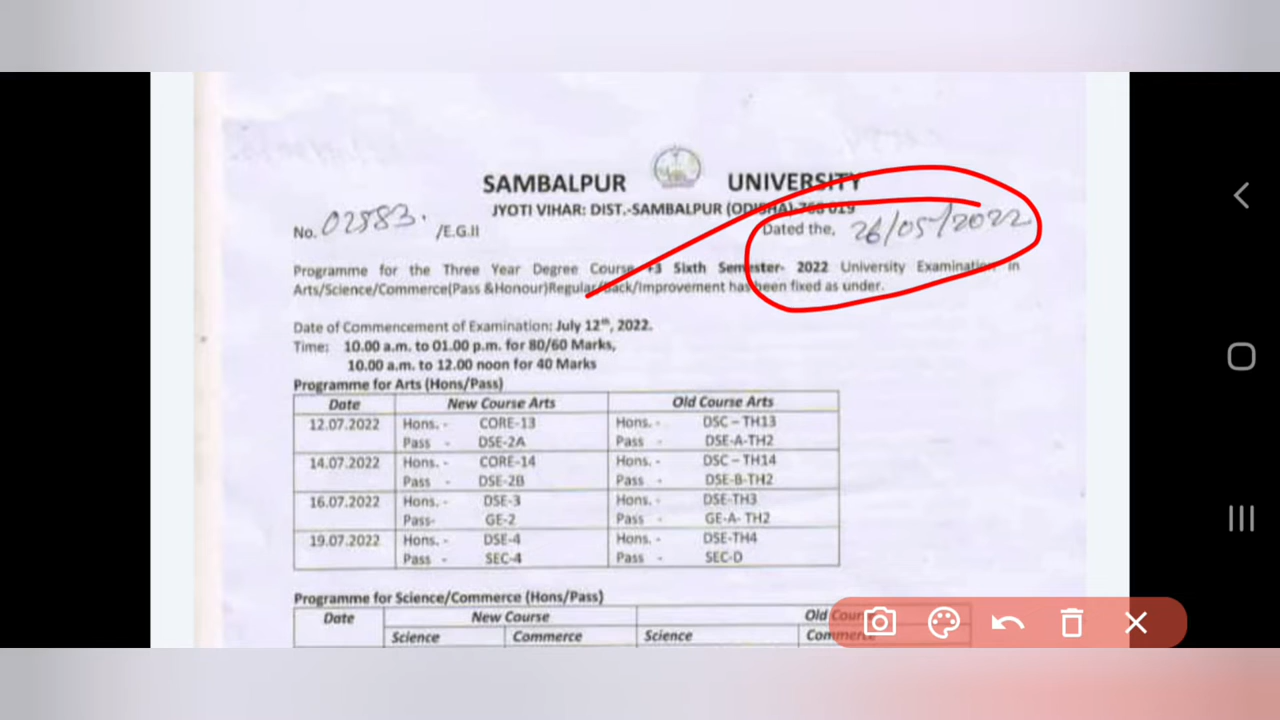 SAMBALPUR UNIVERSITY
JYOTI VIHAR: DIST.-SAMBALPUR (ODISHA)-768 019
No. 02583. /E.G.II Dated the, 26/05/2022
Programme for the Three Year Degree Course +3 Sixth Semester- 2022 University Examination in
Arts/Science/Commerce(Pass &Honour)Regular/Back/Improvement has been fixed as under.
Date of Commencement of Examination: July 12th, 2022.
Time: 10.00 a.m. to 01.00 p.m. for 80/60 Marks,
10.00 a.m. to 12.00 noon for 40 Marks
Programme for Arts (Hons/Pass)
Date New Course Arts Old Course Arts
12.07.2022 Hons. - CORE-13 Hons. - DSC – TH13
Pass - DSE-2A Pass - DSE-A-TH2
14.07.2022 Hons. - CORE-14 Hons. - DSC – TH14
Pass - DSE-2B Pass - DSE-B-TH2
16.07.2022 Hons. - DSE-3 Hons. - DSE-TH3
Pass- GE-2 Pass - GE-A- TH2
19.07.2022 Hons. - DSE-4 Hons. - DSE-TH4
Pass - SEC-4 Pass - SEC-D
Programme for Science/Commerce (Hons/Pass)
Date New Course Old Course
Science Commerce Science Commerce